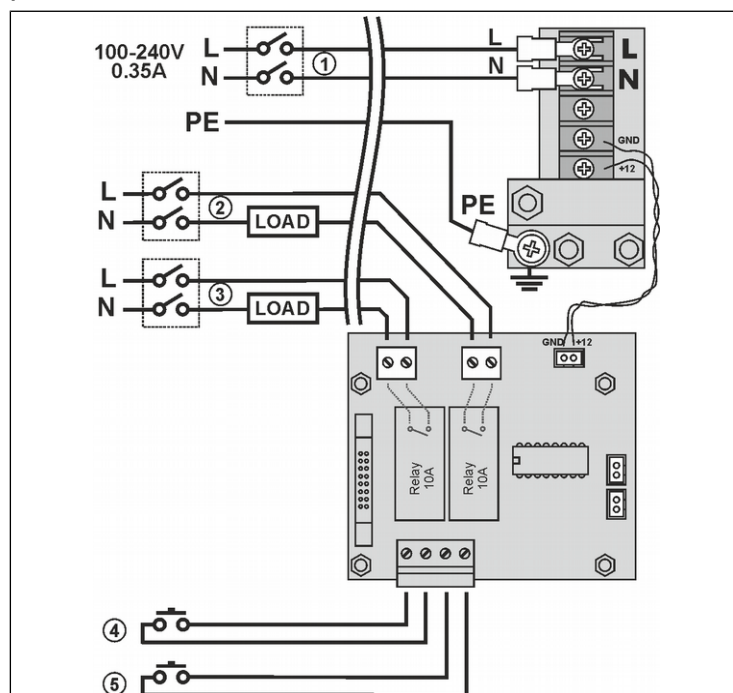 100-240V
0.35A
L
N
①
L
N
L
N
PE
GND
+12
L
N
②
LOAD
PE
L
N
③
LOAD
GND +12
Relay
10A
Relay
10A
④
⑤